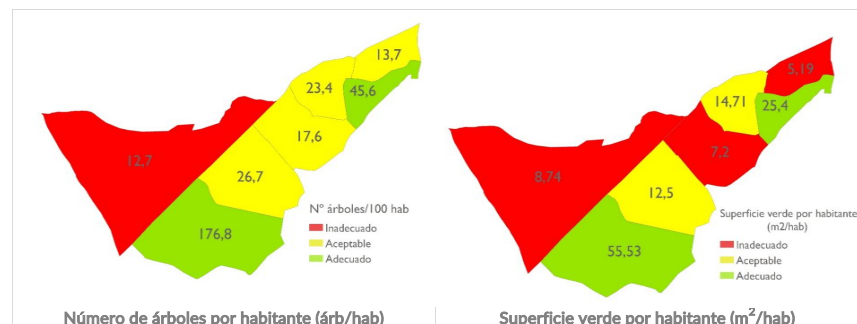 13,7
23,4
45,6
17,6
12,7
26,7
176,8
Nº árboles/100 hab
Inadecuado
Aceptable
Adecuado
Número de árboles por habitante (árb/hab)
5,19
14,71
25,4
7,2
8,74
12,5
55,53
Superficie verde por habitante
(m2/hab)
Inadecuado
Aceptable
Adecuado
Superficie verde por habitante (m²/hab)